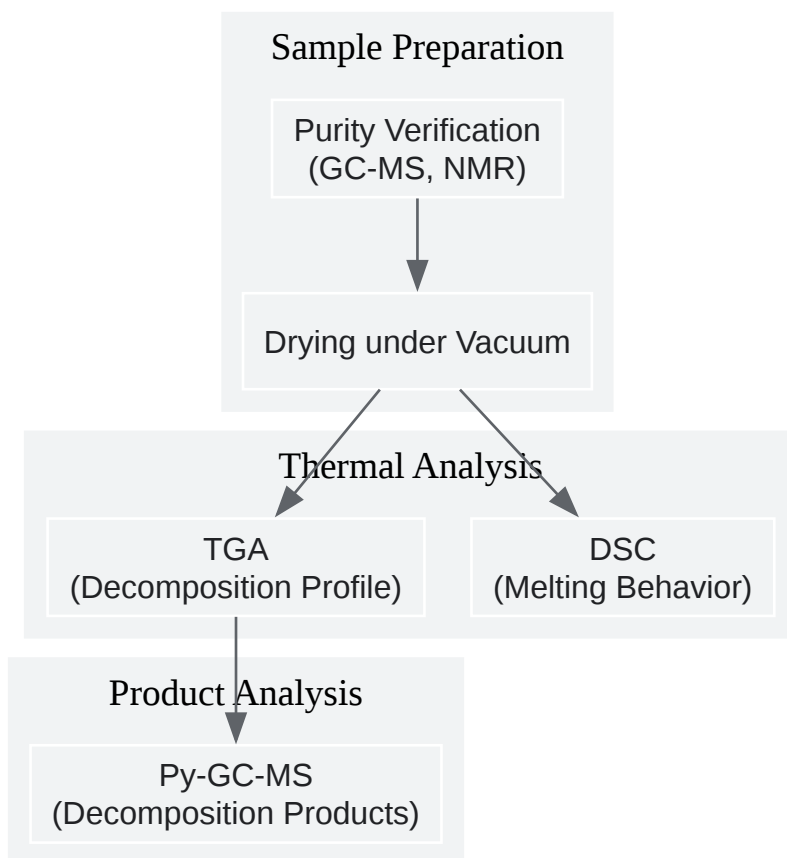 Sample Preparation
Purity Verification
(GC-MS, NMR)
Drying under Vacuum
Thermal Analysis
TGA
(Decomposition Profile)
DSC
(Melting Behavior)
Product Analysis
Py-GC-MS
(Decomposition Products)